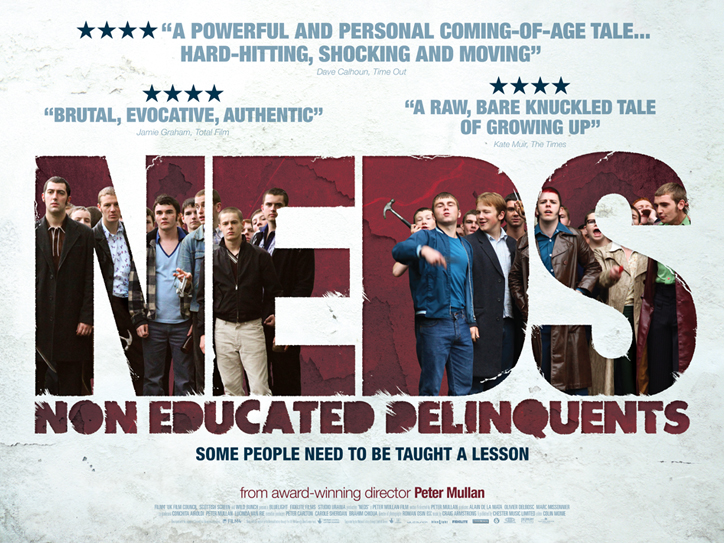 ★★★★ “A POWERFUL AND PERSONAL COMING-OF-AGE TALE...
HARD-HITTING, SHOCKING AND MOVING”
Dave Calhoun, Time Out
★★★★
“BRUTAL, EVOCATIVE, AUTHENTIC”
Jamie Graham, Total Film
★★★★
“A RAW, BARE KNUCKLED TALE
OF GROWING UP”
Kate Muir, The Times
NEDS
NON EDUCATED DELINQUENTS
SOME PEOPLE NEED TO BE TAUGHT A LESSON
from award-winning director Peter Mullan